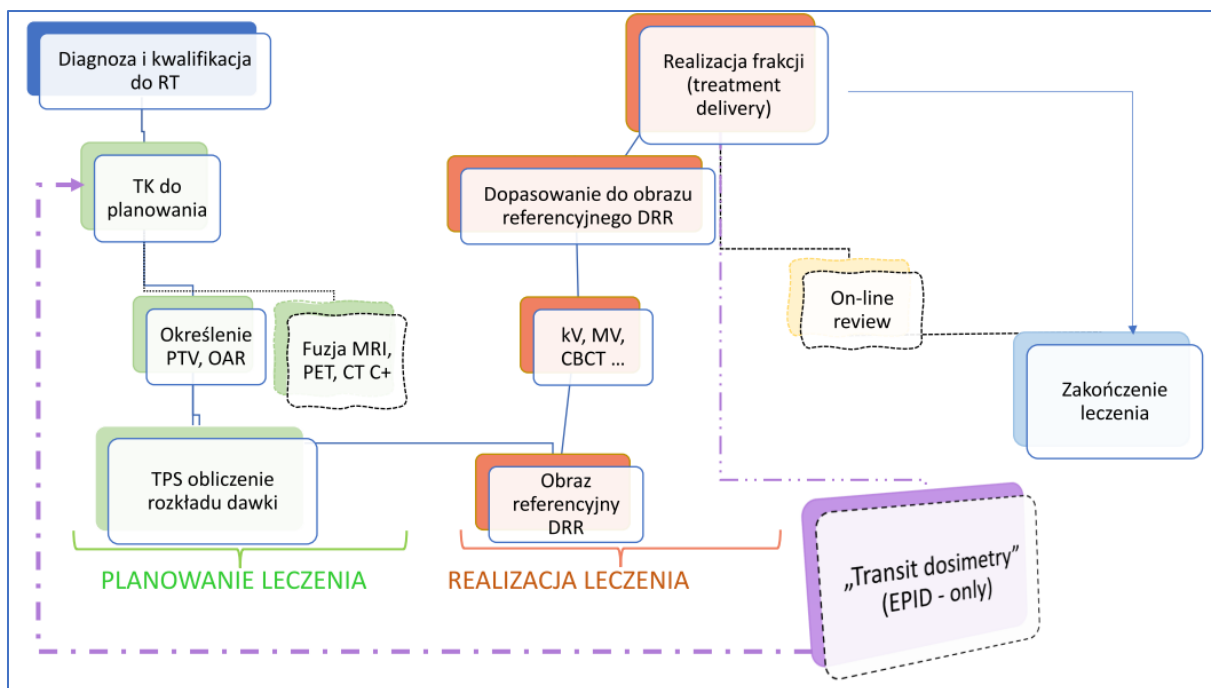 Diagnoza i kwalifikacja
do RT
TK do
planowania
Określenie
PTV, OAR
Fuzja MRI,
PET, CT C+
TPS obliczenie
rozkładu dawki
PLANOWANIE LECZENIA
Realizacja frakcji
(treatment
delivery)
Dopasowanie do obrazu
referencyjnego DRR
kV, MV,
CBCT ...
Obraz
referencyjny
DRR
REALIZACJA LECZENIA
On-line
review
Zakończenie
leczenia
„Transit dosimetry”
(EPID - only)